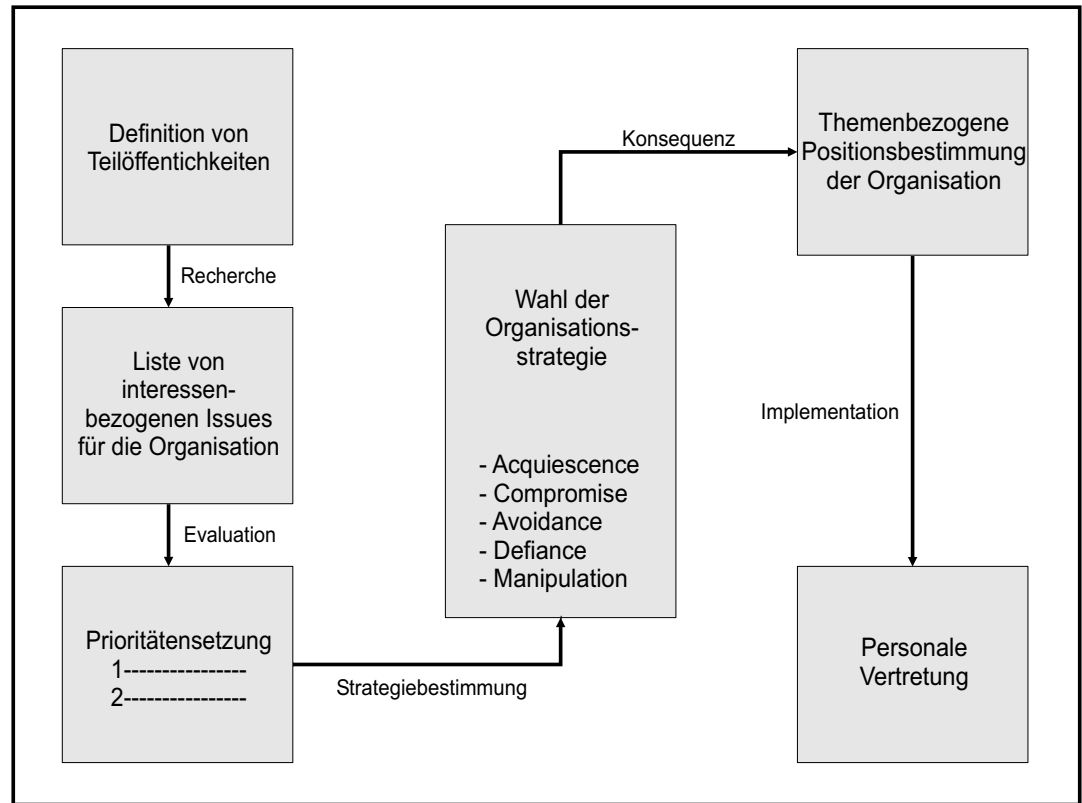 Definition von
Teilöffentichkeiten
Recherche
Liste von
interessen-
bezogenen Issues
für die Organisation
Evaluation
Prioritätensetzung
1----------------
2----------------
Strategiebestimmung
Wahl der
Organisations-
strategie
- Acquiescence
- Compromise
- Avoidance
- Defiance
- Manipulation
Konsequenz
Themenbezogene
Positionsbestimmung
der Organisation
Implementation
Personale
Vertretung